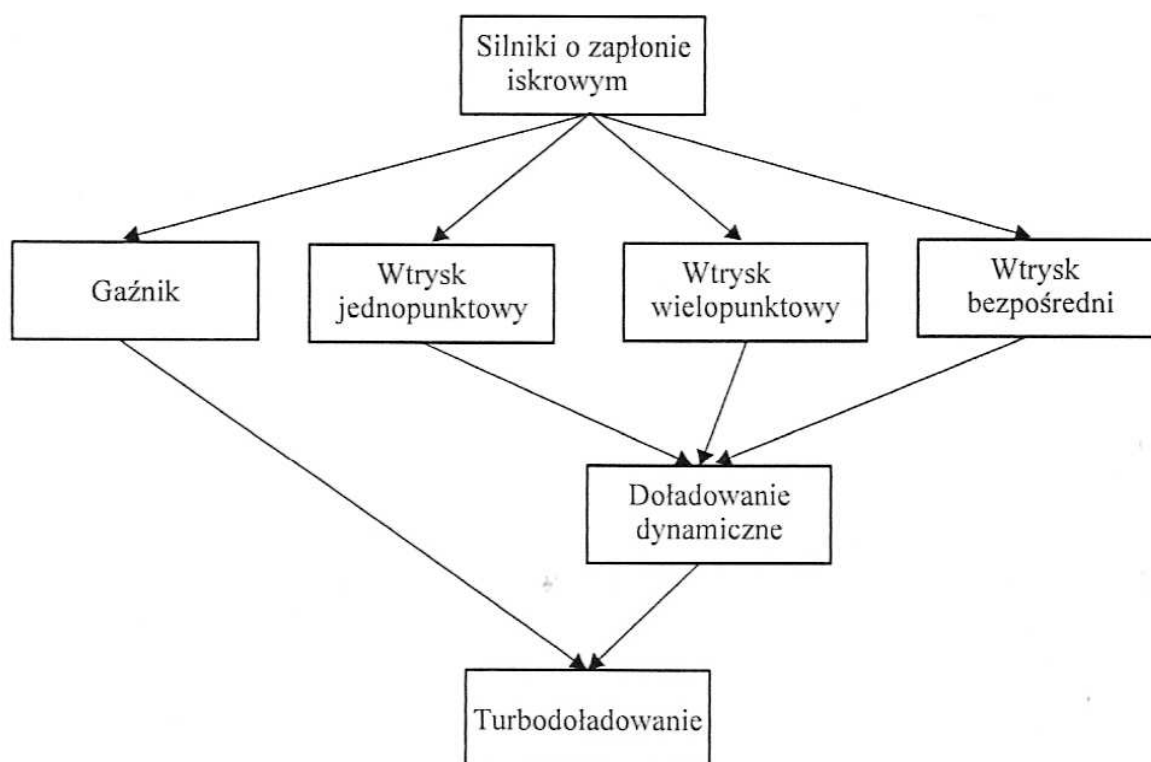 Silniki o zapłonie
iskrowym
Gaźnik
Wtrysk
jednopunktowy
Wtrysk
wielopunktowy
Wtrysk
bezpośredni
Doładowanie
dynamiczne
Turbodoładowanie